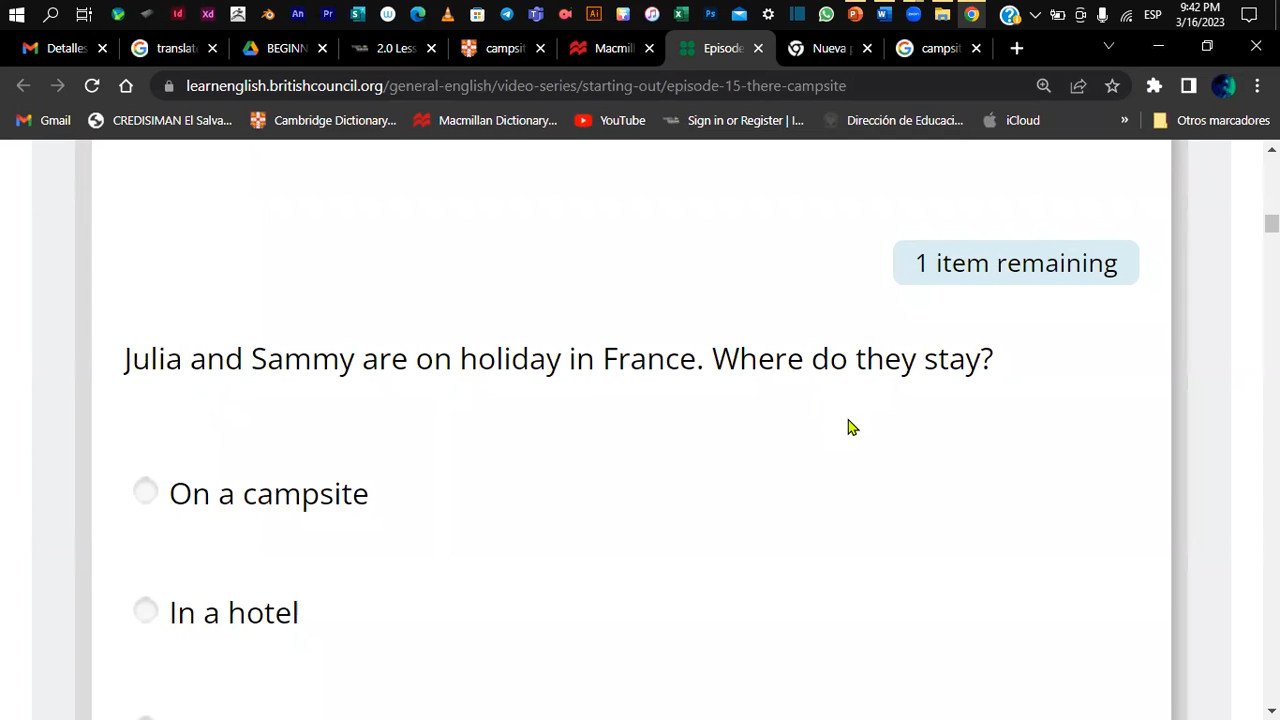 3:42 PM
ESP
3/16/2023
Detalles
translate
BEGINN
2.0 Less
campsit
Macmill
Episode
Nueva p
campsit
learnenglish.britishcouncil.org/general-english/video-series/starting-out/episode-15-there-campsite
Gmail
CREDISIMAN El Salva...
Cambridge Dictionary...
Macmillan Dictionary...
YouTube
Sign in or Register | I...
Dirección de Educaci...
iCloud
»
Otros marcadores
1 item remaining
Julia and Sammy are on holiday in France. Where do they stay?
On a campsite
In a hotel